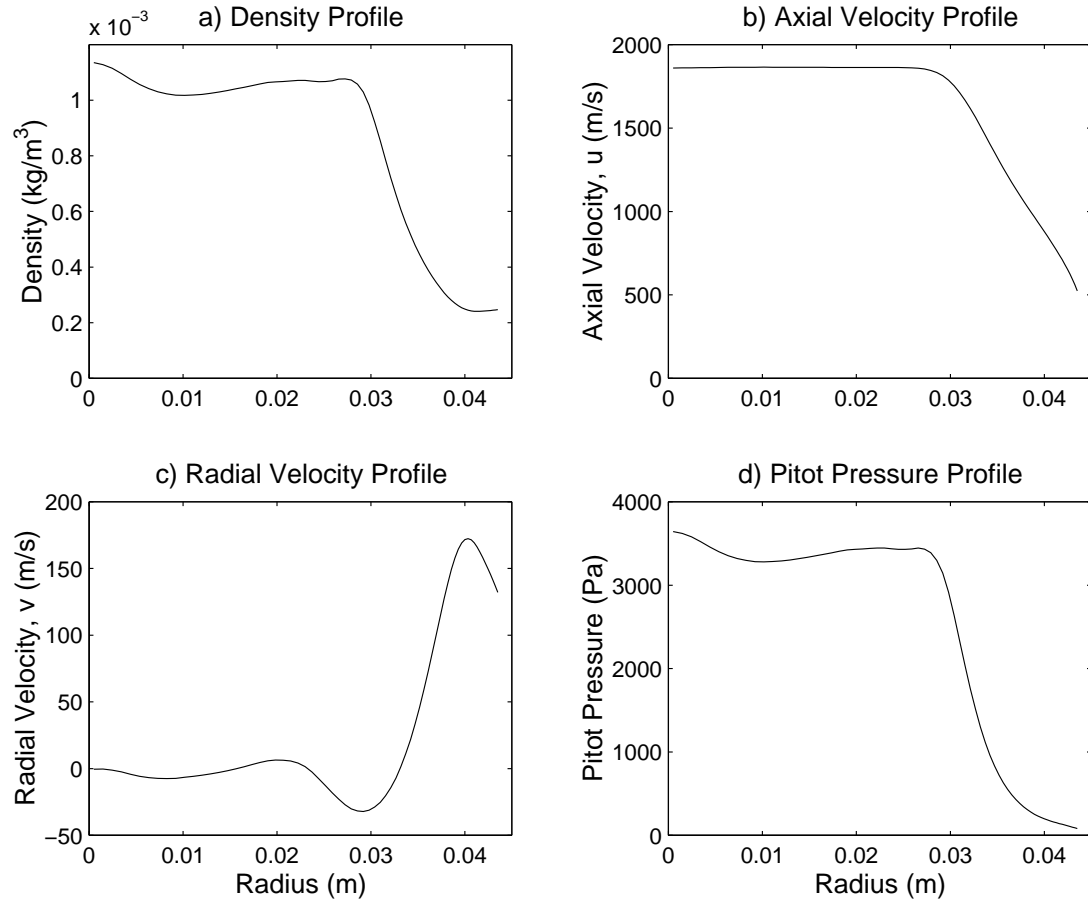 a) Density Profile
x 10⁻³
Density (kg/m³)
1
0.8
0.6
0.4
0.2
0
0 0.01 0.02 0.03 0.04
b) Axial Velocity Profile
Axial Velocity, u (m/s)
2000
1500
1000
500
0
0 0.01 0.02 0.03 0.04
c) Radial Velocity Profile
Radial Velocity, v (m/s)
200
150
100
50
0
−50
0 0.01 0.02 0.03 0.04
Radius (m)
d) Pitot Pressure Profile
Pitot Pressure (Pa)
4000
3000
2000
1000
0
0 0.01 0.02 0.03 0.04
Radius (m)